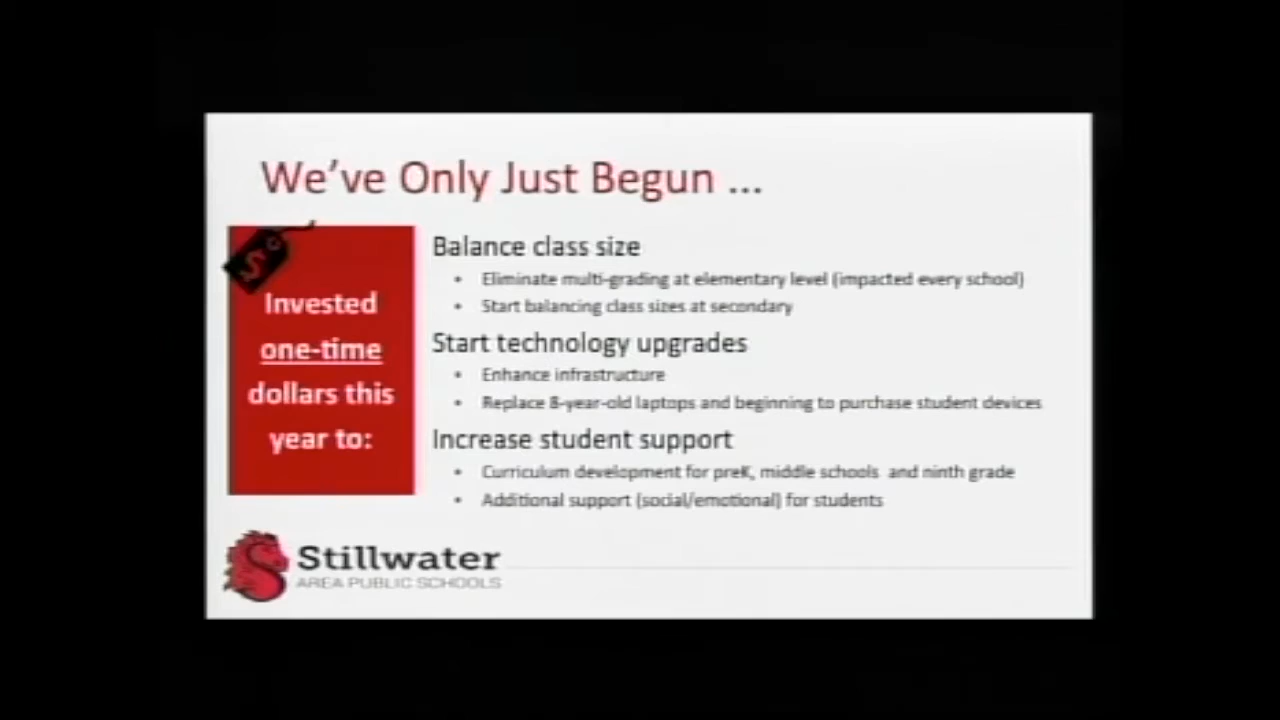 We've Only Just Begun ...
Invested
one-time
dollars this
year to:
Balance class size
• Eliminate multi-grading at elementary level (impacted every school)
• Start balancing class sizes at secondary
Start technology upgrades
• Enhance infrastructure
• Replace 8-year-old laptops and beginning to purchase student devices
Increase student support
• Curriculum development for preK, middle schools and ninth grade
• Additional support (social/emotional) for students
Stillwater
AREA PUBLIC SCHOOLS